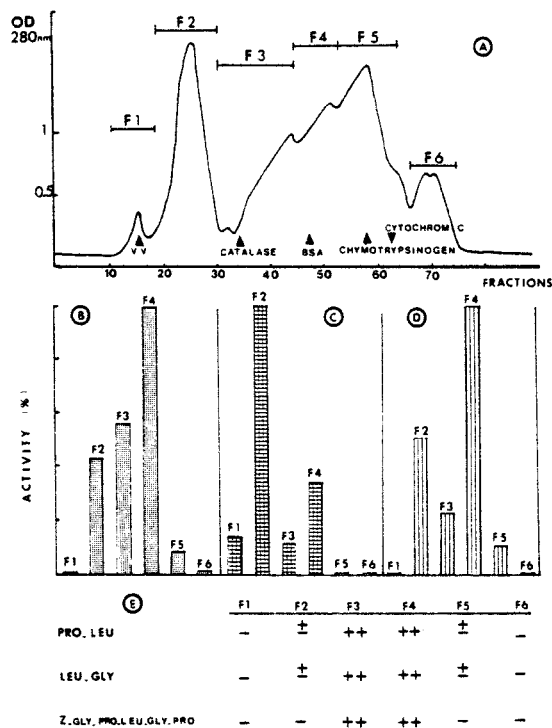 OD
280nm
A
F1
F2
F3
F4
F5
F6
1
0.5
VV
CATALASE
BSA
CHYMOTRYPSINOGEN
CYTOCHROM C
10
20
30
40
50
60
70
FRACTIONS
ACTIVITY (%)
B
F1
F2
F3
F4
F5
F6
C
F1
F2
F3
F4
F5
F6
D
F1
F2
F3
F4
F5
F6
E
F1 F2 F3 F4 F5 F6
PRO.LEU - ± ++ ++ ± -
LEU.GLY - ± ++ ++ ± -
Z.GLY.PRO.LEU.GLY.PRO - - ++ ++ - -